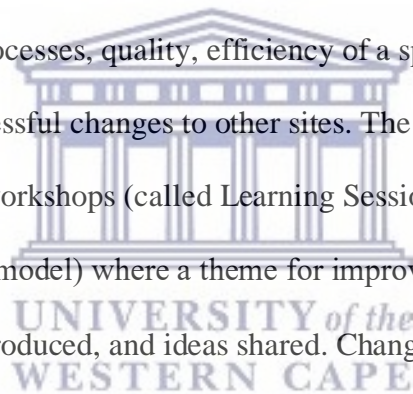 ocesses, quality, efficiency of a sp
essful changes to other sites. The
orkshops (called Learning Sessio
model) where a theme for improv
UNIVERSITY of the
roduced, and ideas shared. Chang
WESTERN CAPE